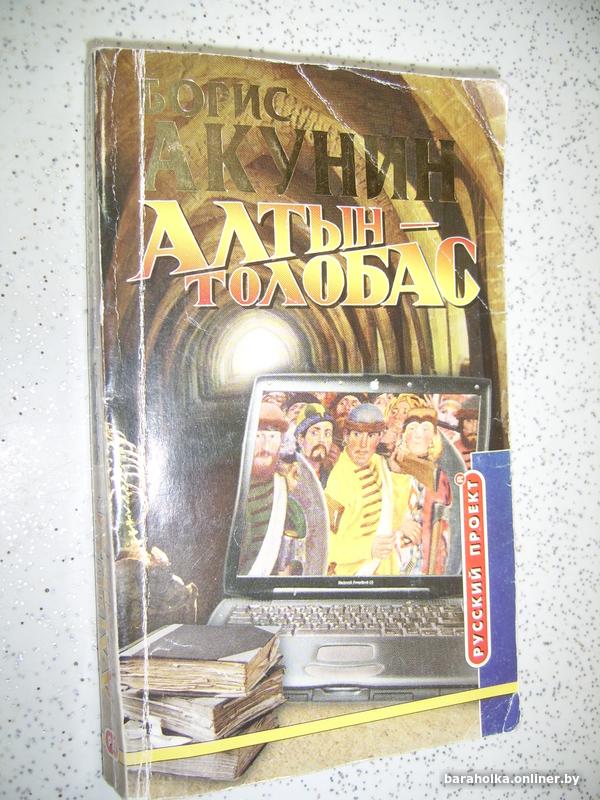 БОРИС
АКУНИН
АЛТЫН –
ТОЛОБАС
РУССКИЙ ПРОЕКТ
baraholka.onliner.by